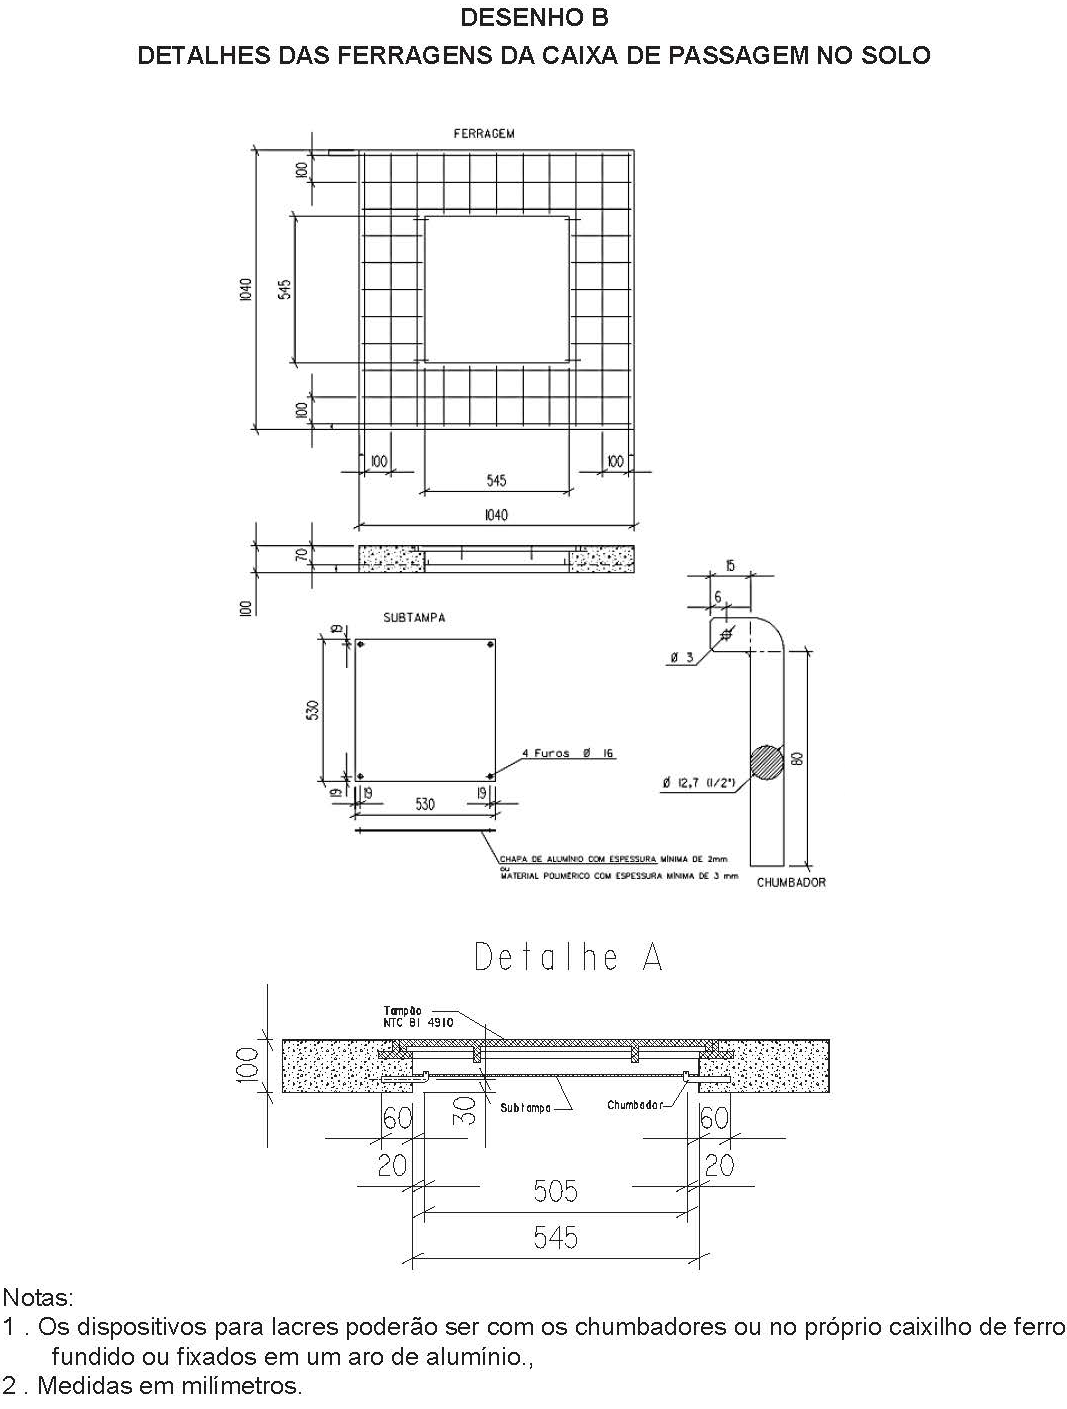 DESENHO B
DETALHES DAS FERRAGENS DA CAIXA DE PASSAGEM NO SOLO
FERRAGEM
100
1040
545
100
100
100
545
1040
70
100
SUBTAMPA
19
530
19
19
19
530
4 Furos Ø 16
CHAPA DE ALUMÍNIO COM ESPESSURA MÍNIMA DE 2mm
ou
MATERIAL POLIMÉRICO COM ESPESSURA MÍNIMA DE 3 mm
15
6
Ø 3
80
Ø 12,7 (1/2")
CHUMBADOR
Detalhe A
Tampão
NTC 81 4910
100
Subtampa
Chumbador
30
60
60
20
20
505
545
Notas:
1 . Os dispositivos para lacres poderão ser com os chumbadores ou no próprio caixilho de ferro
fundido ou fixados em um aro de alumínio.,
2 . Medidas em milímetros.